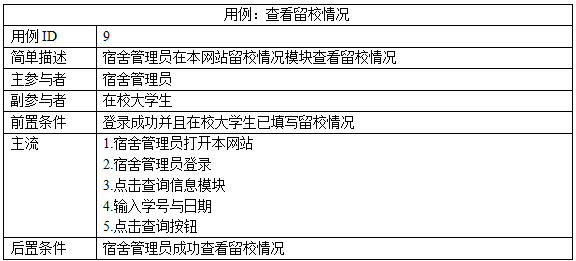 用例：查看留校情况
用例 ID 9
简单描述 宿舍管理员在本网站留校情况模块查看留校情况
主参与者 宿舍管理员
副参与者 在校大学生
前置条件 登录成功并且在校大学生已填写留校情况
主流 1.宿舍管理员打开本网站
2.宿舍管理员登录
3.点击查询信息模块
4.输入学号与日期
5.点击查询按钮
后置条件 宿舍管理员成功查看留校情况